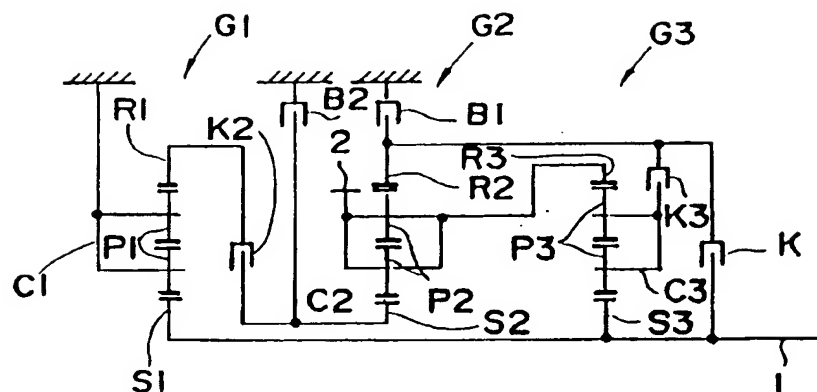 G1 G2 G3
R1 K2 B2 2 B1 R3
R2 K3
P1 P3 K
C1 C2 P2 C3
S2 S3
S1 1